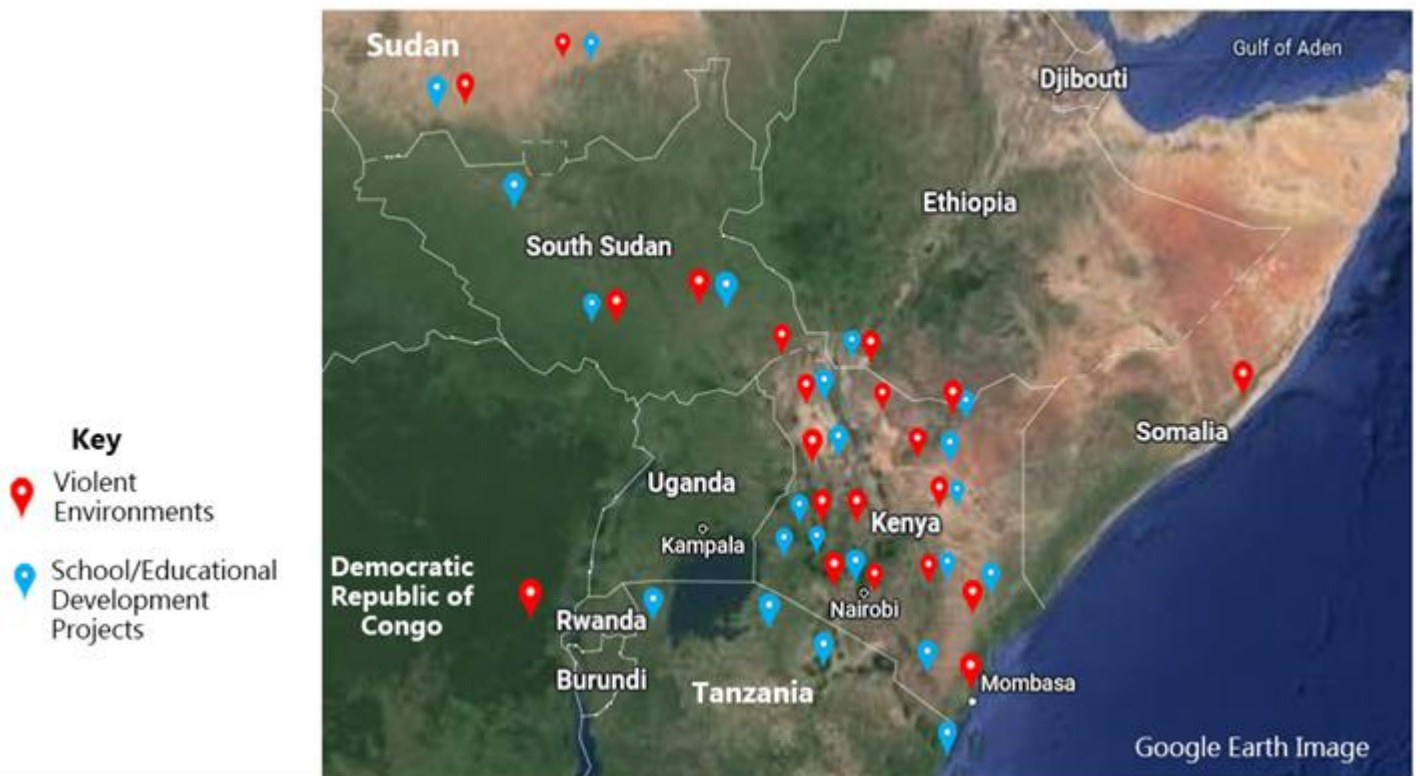 Sudan
Gulf of Aden
Djibouti
Ethiopia
South Sudan
Somalia
Uganda
Kenya
Kampala
Democratic
Republic of
Congo
Rwanda
Nairobi
Burundi
Tanzania
Mombasa
Google Earth Image
Key
Violent
Environments
School/Educational
Development
Projects